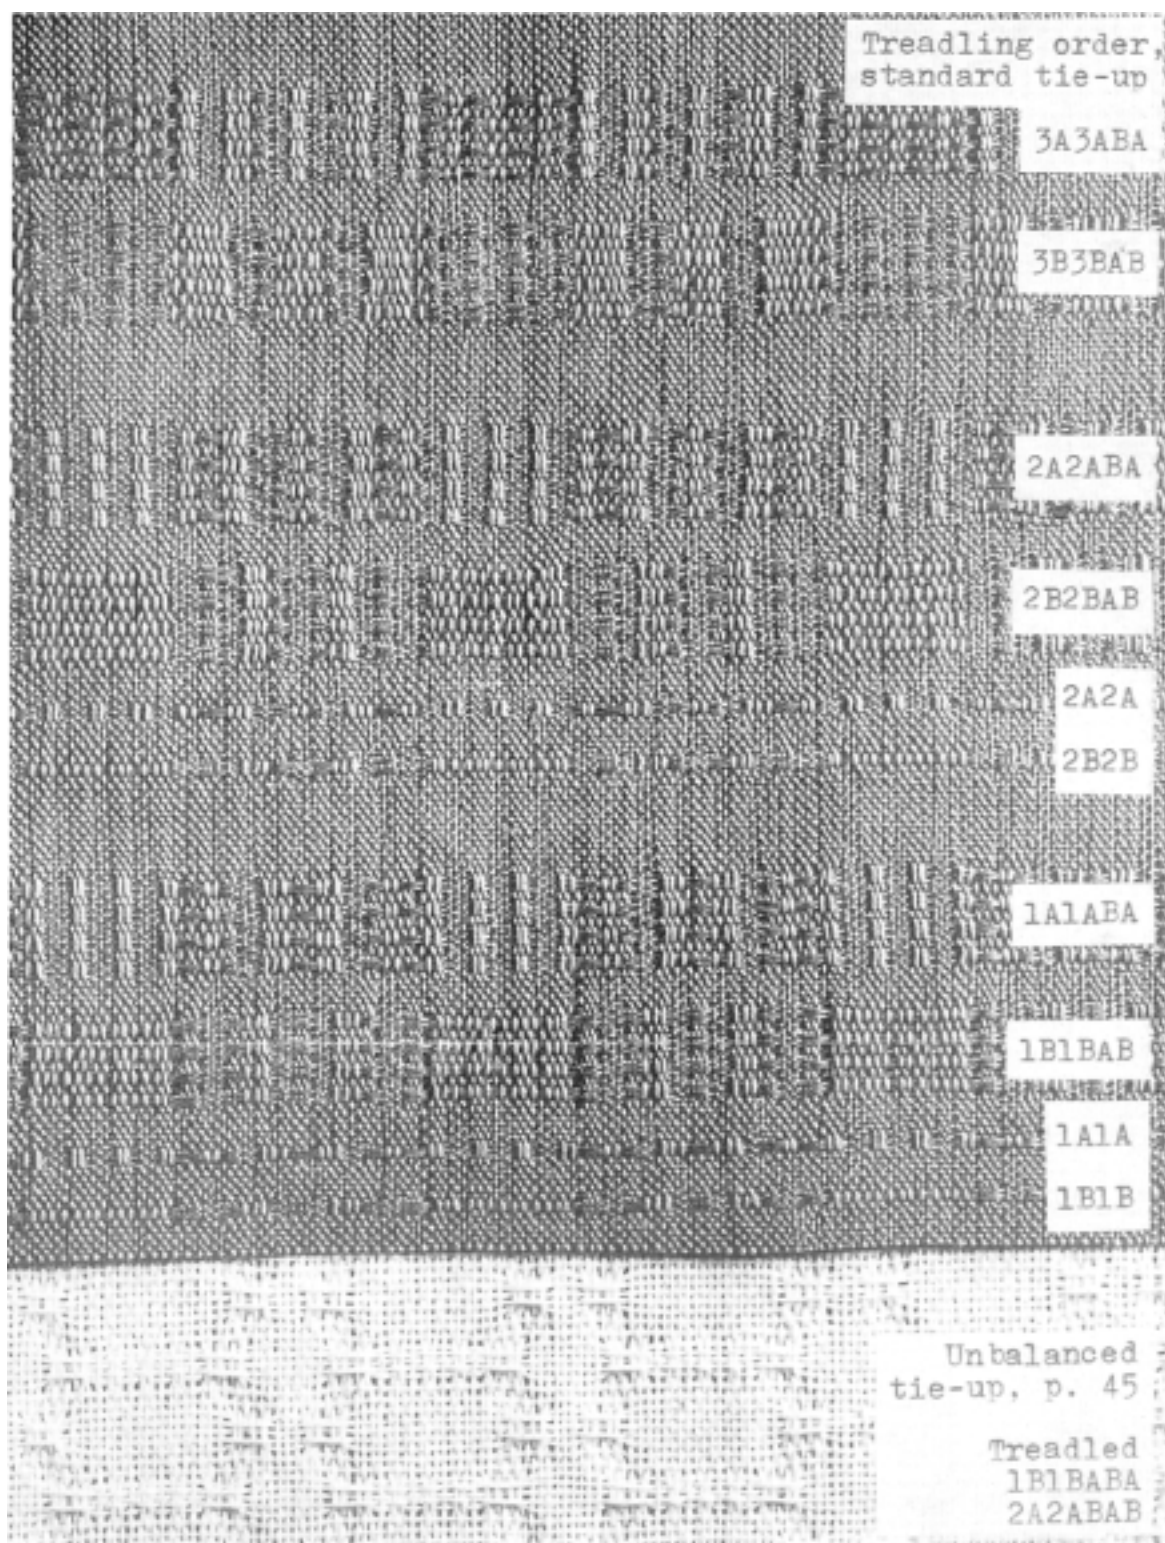 Treadling order,
standard tie-up
3A3ABA
3B3BAB
2A2ABA
2B2BAB
2A2A
2B2B
1A1ABA
1B1BAB
1A1A
1B1B
Unbalanced
tie-up, p. 45
Treadled
1B1BABA
2A2ABAB